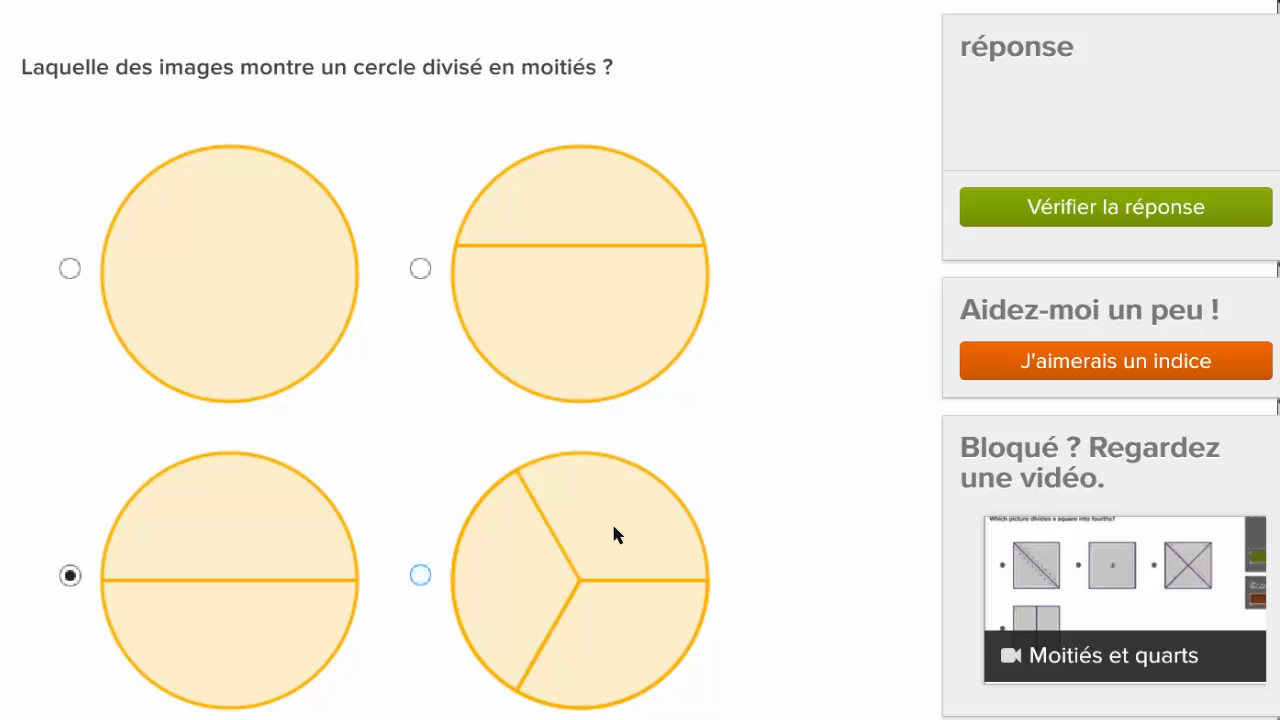 Laquelle des images montre un cercle divisé en moitiés ?
réponse
Vérifier la réponse
Aidez-moi un peu !
J'aimerais un indice
Bloqué ? Regardez
une vidéo.
Which picture divides a square into fourths?
Moitiés et quarts